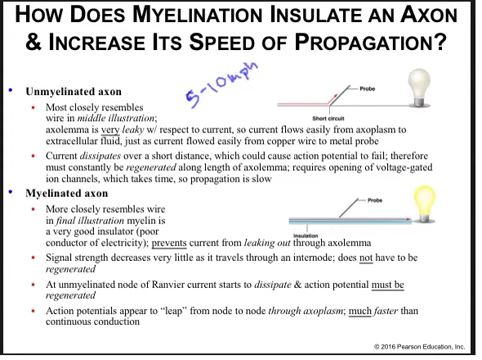 HOW DOES MYELINATION INSULATE AN AXON
& INCREASE ITS SPEED OF PROPAGATION?
5-10mph
• Unmyelinated axon
Probe
Short circuit
▪ Most closely resembles
wire in middle illustration;
axolemma is very leaky w/ respect to current, so current flows easily from axoplasm to
extracellular fluid, just as current flowed easily from copper wire to metal probe
▪ Current dissipates over a short distance, which could cause action potential to fail; therefore
must constantly be regenerated along length of axolemma; requires opening of voltage-gated
ion channels, which takes time, so propagation is slow
• Myelinated axon
Probe
Insulation
▪ More closely resembles wire
in final illustration myelin is
a very good insulator (poor
conductor of electricity); prevents current from leaking out through axolemma
▪ Signal strength decreases very little as it travels through an internode; does not have to be
regenerated
▪ At unmyelinated node of Ranvier current starts to dissipate & action potential must be
regenerated
▪ Action potentials appear to “leap” from node to node through axoplasm; much faster than
continuous conduction
© 2016 Pearson Education, Inc.